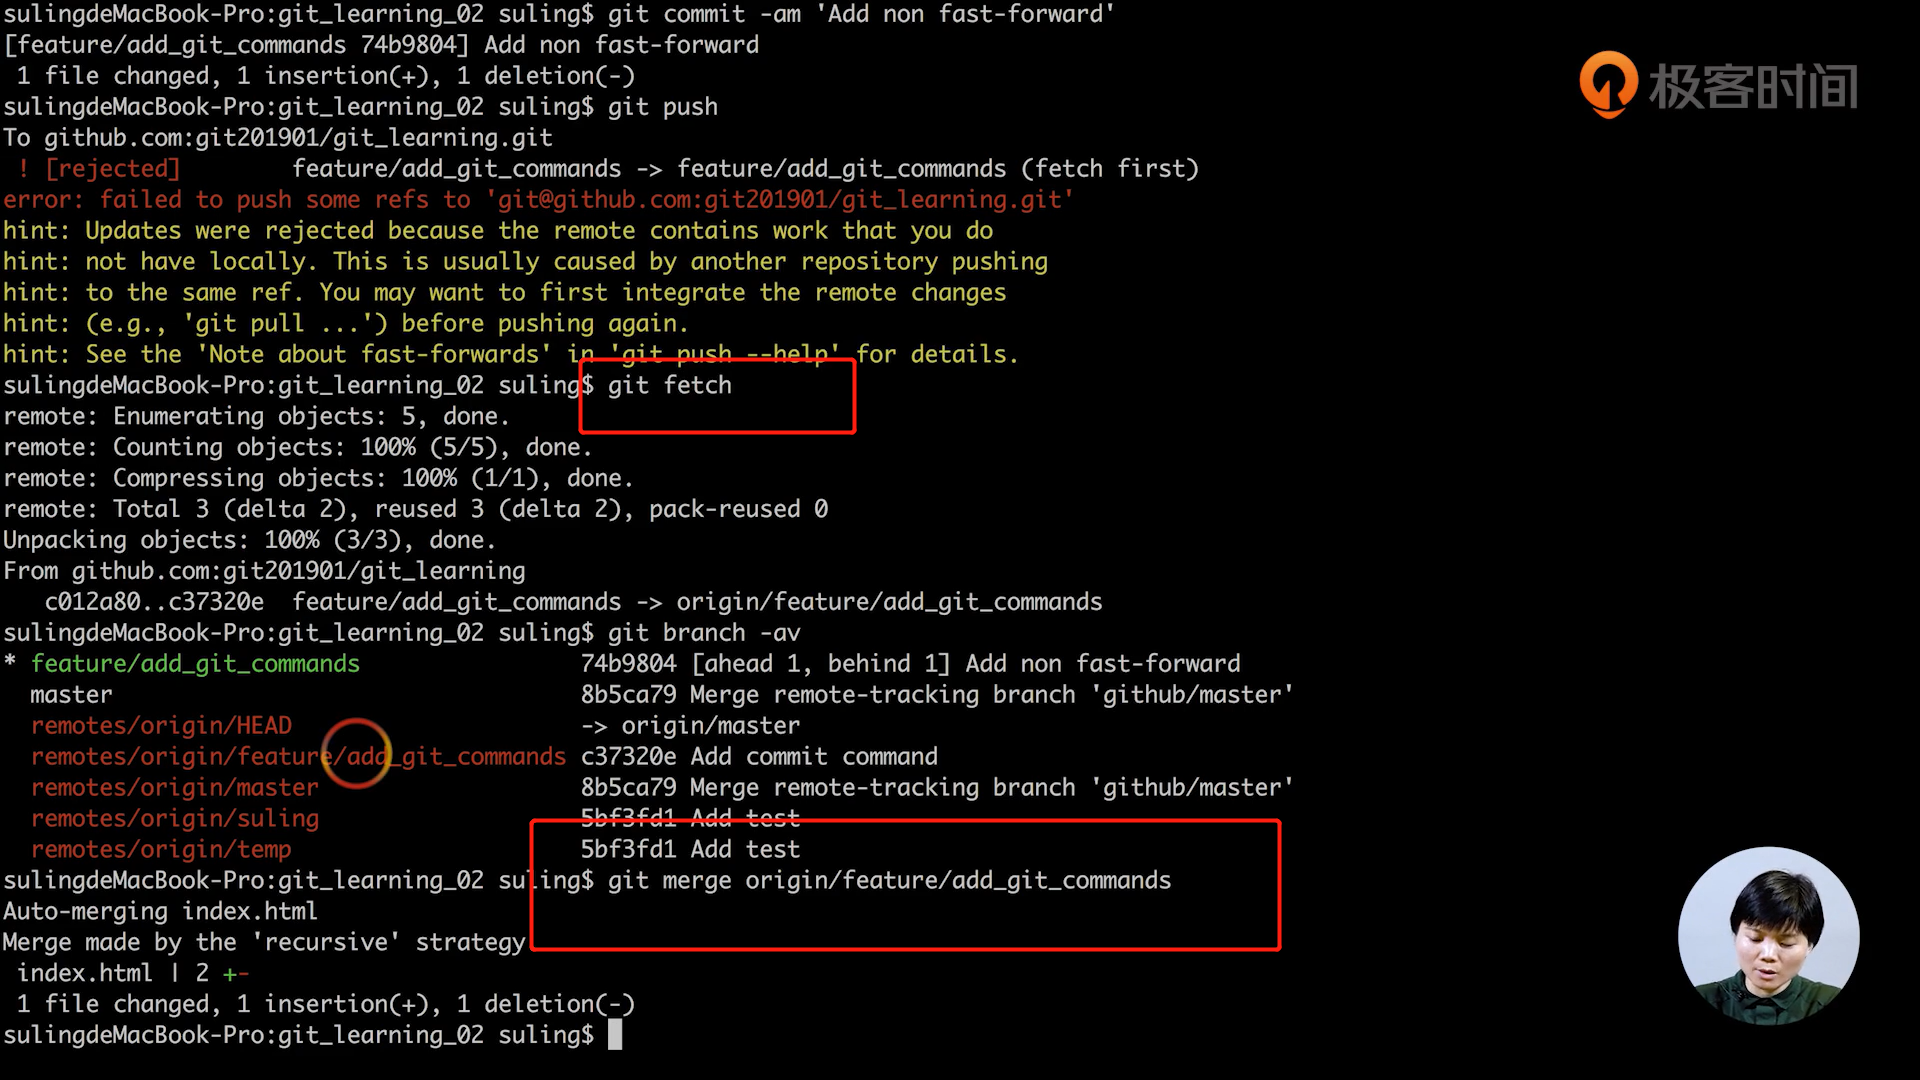 sulingdeMacBook-Pro:git_learning_02 suling$ git commit -am 'Add non fast-forward'
[feature/add_git_commands 74b9804] Add non fast-forward
 1 file changed, 1 insertion(+), 1 deletion(-)
sulingdeMacBook-Pro:git_learning_02 suling$ git push
To github.com:git201901/git_learning.git
 ! [rejected]        feature/add_git_commands -> feature/add_git_commands (fetch first)
error: failed to push some refs to 'git@github.com:git201901/git_learning.git'
hint: Updates were rejected because the remote contains work that you do
hint: not have locally. This is usually caused by another repository pushing
hint: to the same ref. You may want to first integrate the remote changes
hint: (e.g., 'git pull ...') before pushing again.
hint: See the 'Note about fast-forwards' in 'git push --help' for details.
sulingdeMacBook-Pro:git_learning_02 suling$ git fetch
remote: Enumerating objects: 5, done.
remote: Counting objects: 100% (5/5), done.
remote: Compressing objects: 100% (1/1), done.
remote: Total 3 (delta 2), reused 3 (delta 2), pack-reused 0
Unpacking objects: 100% (3/3), done.
From github.com:git201901/git_learning
   c012a80..c37320e  feature/add_git_commands -> origin/feature/add_git_commands
sulingdeMacBook-Pro:git_learning_02 suling$ git branch -av
* feature/add_git_commands                74b9804 [ahead 1, behind 1] Add non fast-forward
  master                                  8b5ca79 Merge remote-tracking branch 'github/master'
  remotes/origin/HEAD                     -> origin/master
  remotes/origin/feature/add_git_commands c37320e Add commit command
  remotes/origin/master                   8b5ca79 Merge remote-tracking branch 'github/master'
  remotes/origin/suling                   5bf3fd1 Add test
  remotes/origin/temp                     5bf3fd1 Add test
sulingdeMacBook-Pro:git_learning_02 suling$ git merge origin/feature/add_git_commands
Auto-merging index.html
Merge made by the 'recursive' strategy
 index.html | 2 +-
 1 file changed, 1 insertion(+), 1 deletion(-)
sulingdeMacBook-Pro:git_learning_02 suling$
极客时间